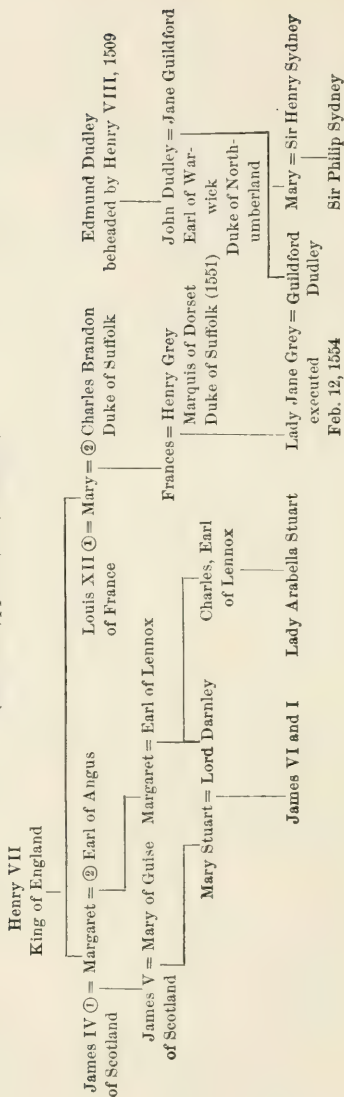 Henry VII
King of England
James IV ① = Margaret = ② Earl of Angus
of Scotland
Louis XII ① = Mary = ② Charles Brandon
of France
Duke of Suffolk
Edmund Dudley
beheaded by Henry VIII, 1509
James V = Mary of Guise
of Scotland
Margaret = Earl of Lennox
Frances = Henry Grey
Marquis of Dorset
Duke of Suffolk (1551)
John Dudley = Jane Guildford
Earl of War-
wick
Duke of North-
umberland
Mary Stuart = Lord Darnley
Charles, Earl
of Lennox
James VI and I
Lady Arabella Stuart
Lady Jane Grey = Guildford
executed
Dudley
Feb. 12, 1554
Mary = Sir Henry Sydney
Sir Philip Sydney